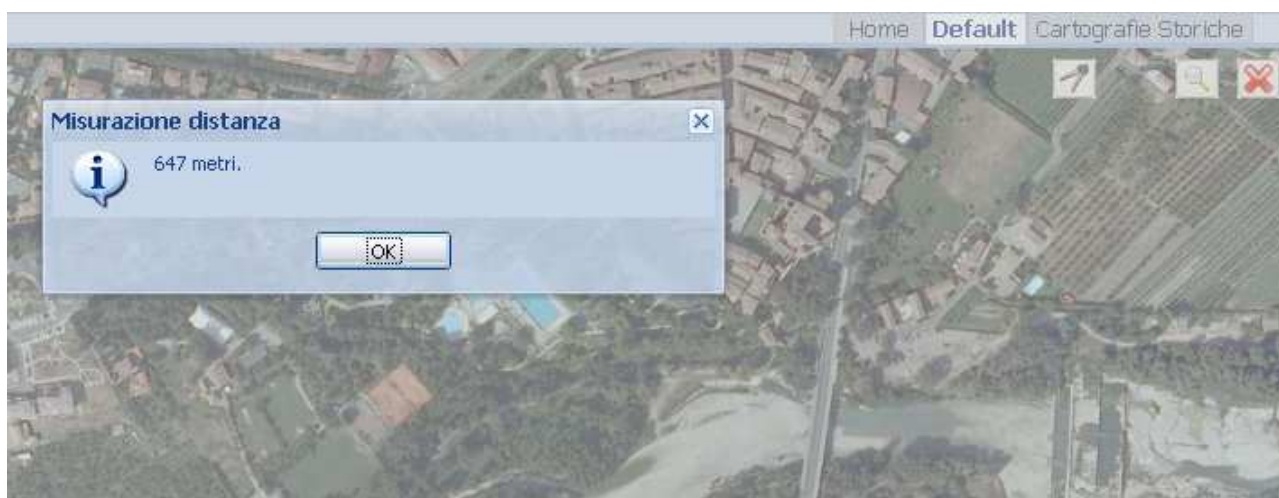 Home Default Cartografie Storiche
Misurazione distanza
647 metri.
OK